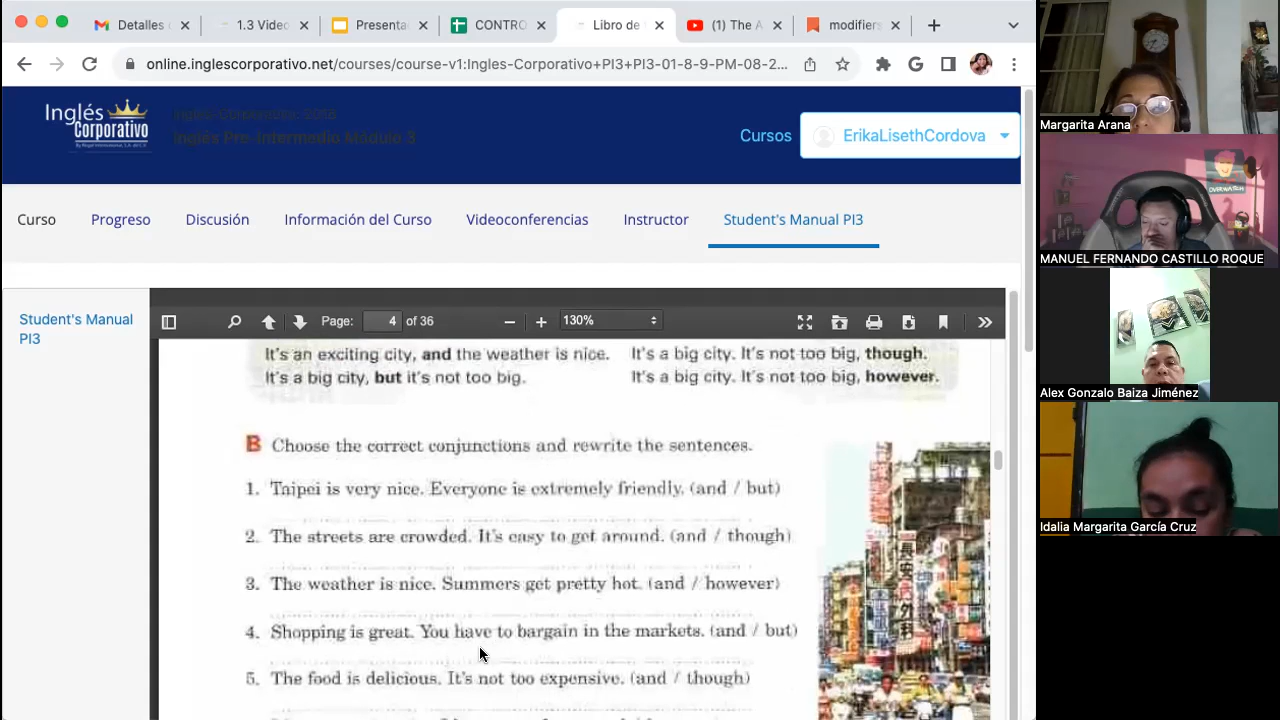 Detalles
1.3 Video
Presenta
CONTRO
Libro de
(1) The A
modifiers
online.inglescorporativo.net/courses/course-v1:Ingles-Corporativo+PI3+PI3-01-8-9-PM-08-2...
Inglés
Corporativo
Inglés Pre-Intermedio Módulo 3
Cursos
ErikaLisethCordova
Curso
Progreso
Discusión
Información del Curso
Videoconferencias
Instructor
Student's Manual PI3
Student's Manual
PI3
Page: 4 of 36
130%
It's an exciting city, and the weather is nice.
It's a big city. It's not too big, though.
It's a big city, but it's not too big.
It's a big city. It's not too big, however.
B Choose the correct conjunctions and rewrite the sentences.
1. Taipei is very nice. Everyone is extremely friendly. (and / but)
2. The streets are crowded. It's easy to get around. (and / though)
3. The weather is nice. Summers get pretty hot. (and / however)
4. Shopping is great. You have to bargain in the markets. (and / but)
5. The food is delicious. It's not too expensive. (and / though)
Margarita Arana
OVERWATCH
MANUEL FERNANDO CASTILLO ROQUE
Alex Gonzalo Baiza Jiménez
Idalia Margarita García Cruz